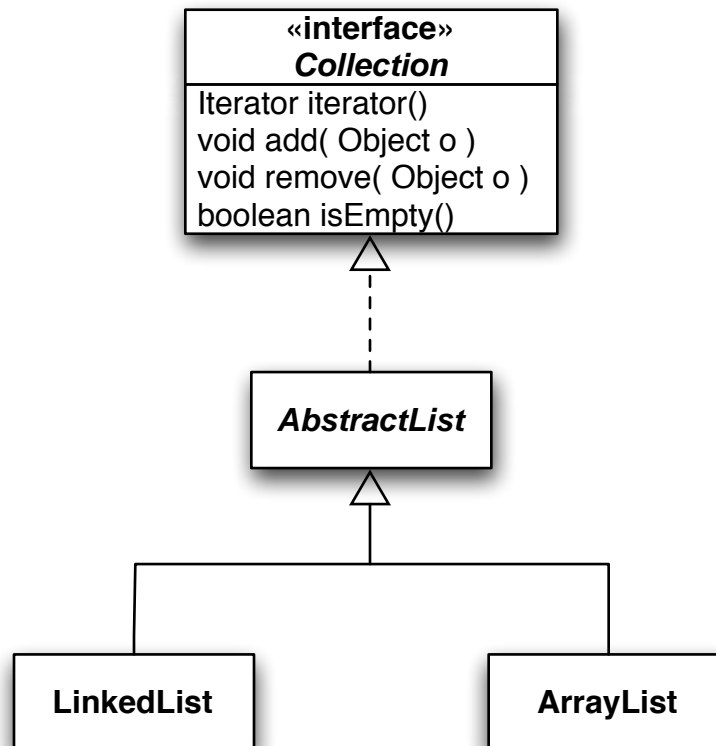 «interface»
Collection
Iterator iterator()
void add( Object o )
void remove( Object o )
boolean isEmpty()
AbstractList
LinkedList
ArrayList